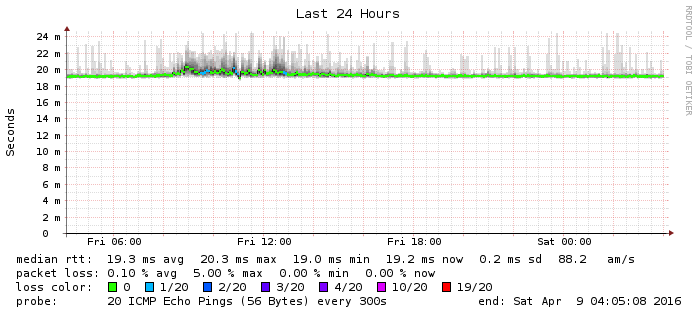 Last 24 Hours
RRDTOOL / TOBI OETIKER
Seconds
24 m
22 m
20 m
18 m
16 m
14 m
12 m
10 m
8 m
6 m
4 m
2 m
0
Fri 06:00 Fri 12:00 Fri 18:00 Sat 00:00
median rtt: 19.3 ms avg 20.3 ms max 19.0 ms min 19.2 ms now 0.2 ms sd 88.2 am/s
packet loss: 0.10 % avg 5.00 % max 0.00 % min 0.00 % now
loss color: 0 1/20 2/20 3/20 4/20 10/20 19/20
probe: 20 ICMP Echo Pings (56 Bytes) every 300s end: Sat Apr 9 04:05:08 2016